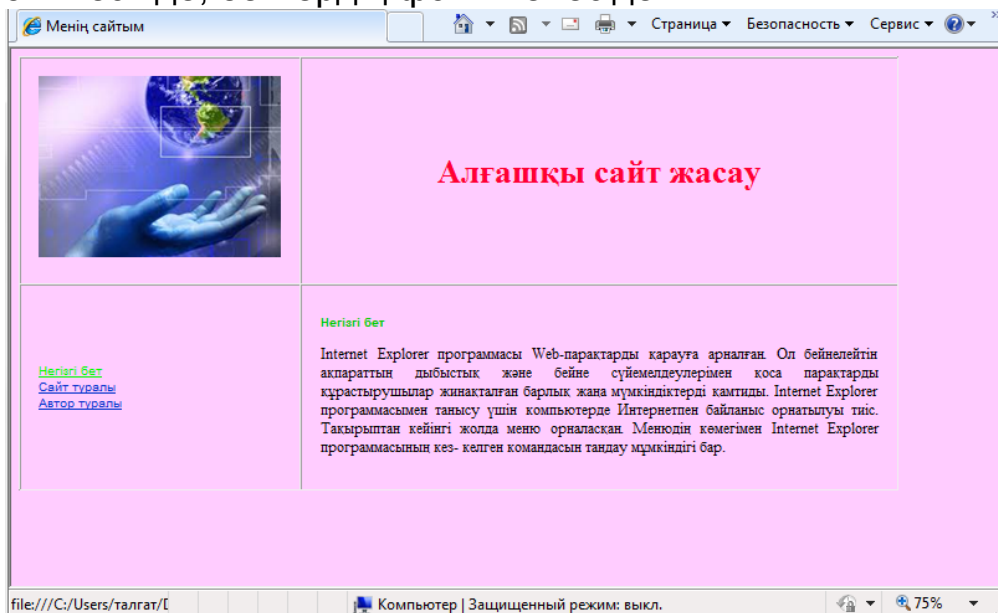 Менің сайтым
Страница Безопасность Сервис
Алғашқы сайт жасау
Негізгі бет
Internet Explorer программасы Web-парақтарды қарауға арналған. Ол бейнелейтін
ақпараттың дыбыстық және бейне сүйемелдеулерімен қоса парақтарды
құрастырушылар жинақталған барлық жаңа мүмкіндіктерді камтиды. Internet Explorer
программасымен танысу үшін компьютерде Интернетпен байланыс орнатылуы тиіс.
Тақырыптан кейінгі жолда меню орналасқан. Менюдің көмегімен Internet Explorer
программасының кез- келген командасын таңдау мүмкіндігі бар.
Негізгі бет
Сайт туралы
Автор туралы
file:///C:/Users/талгат/D
Компьютер | Защищенный режим: выкл.
75%